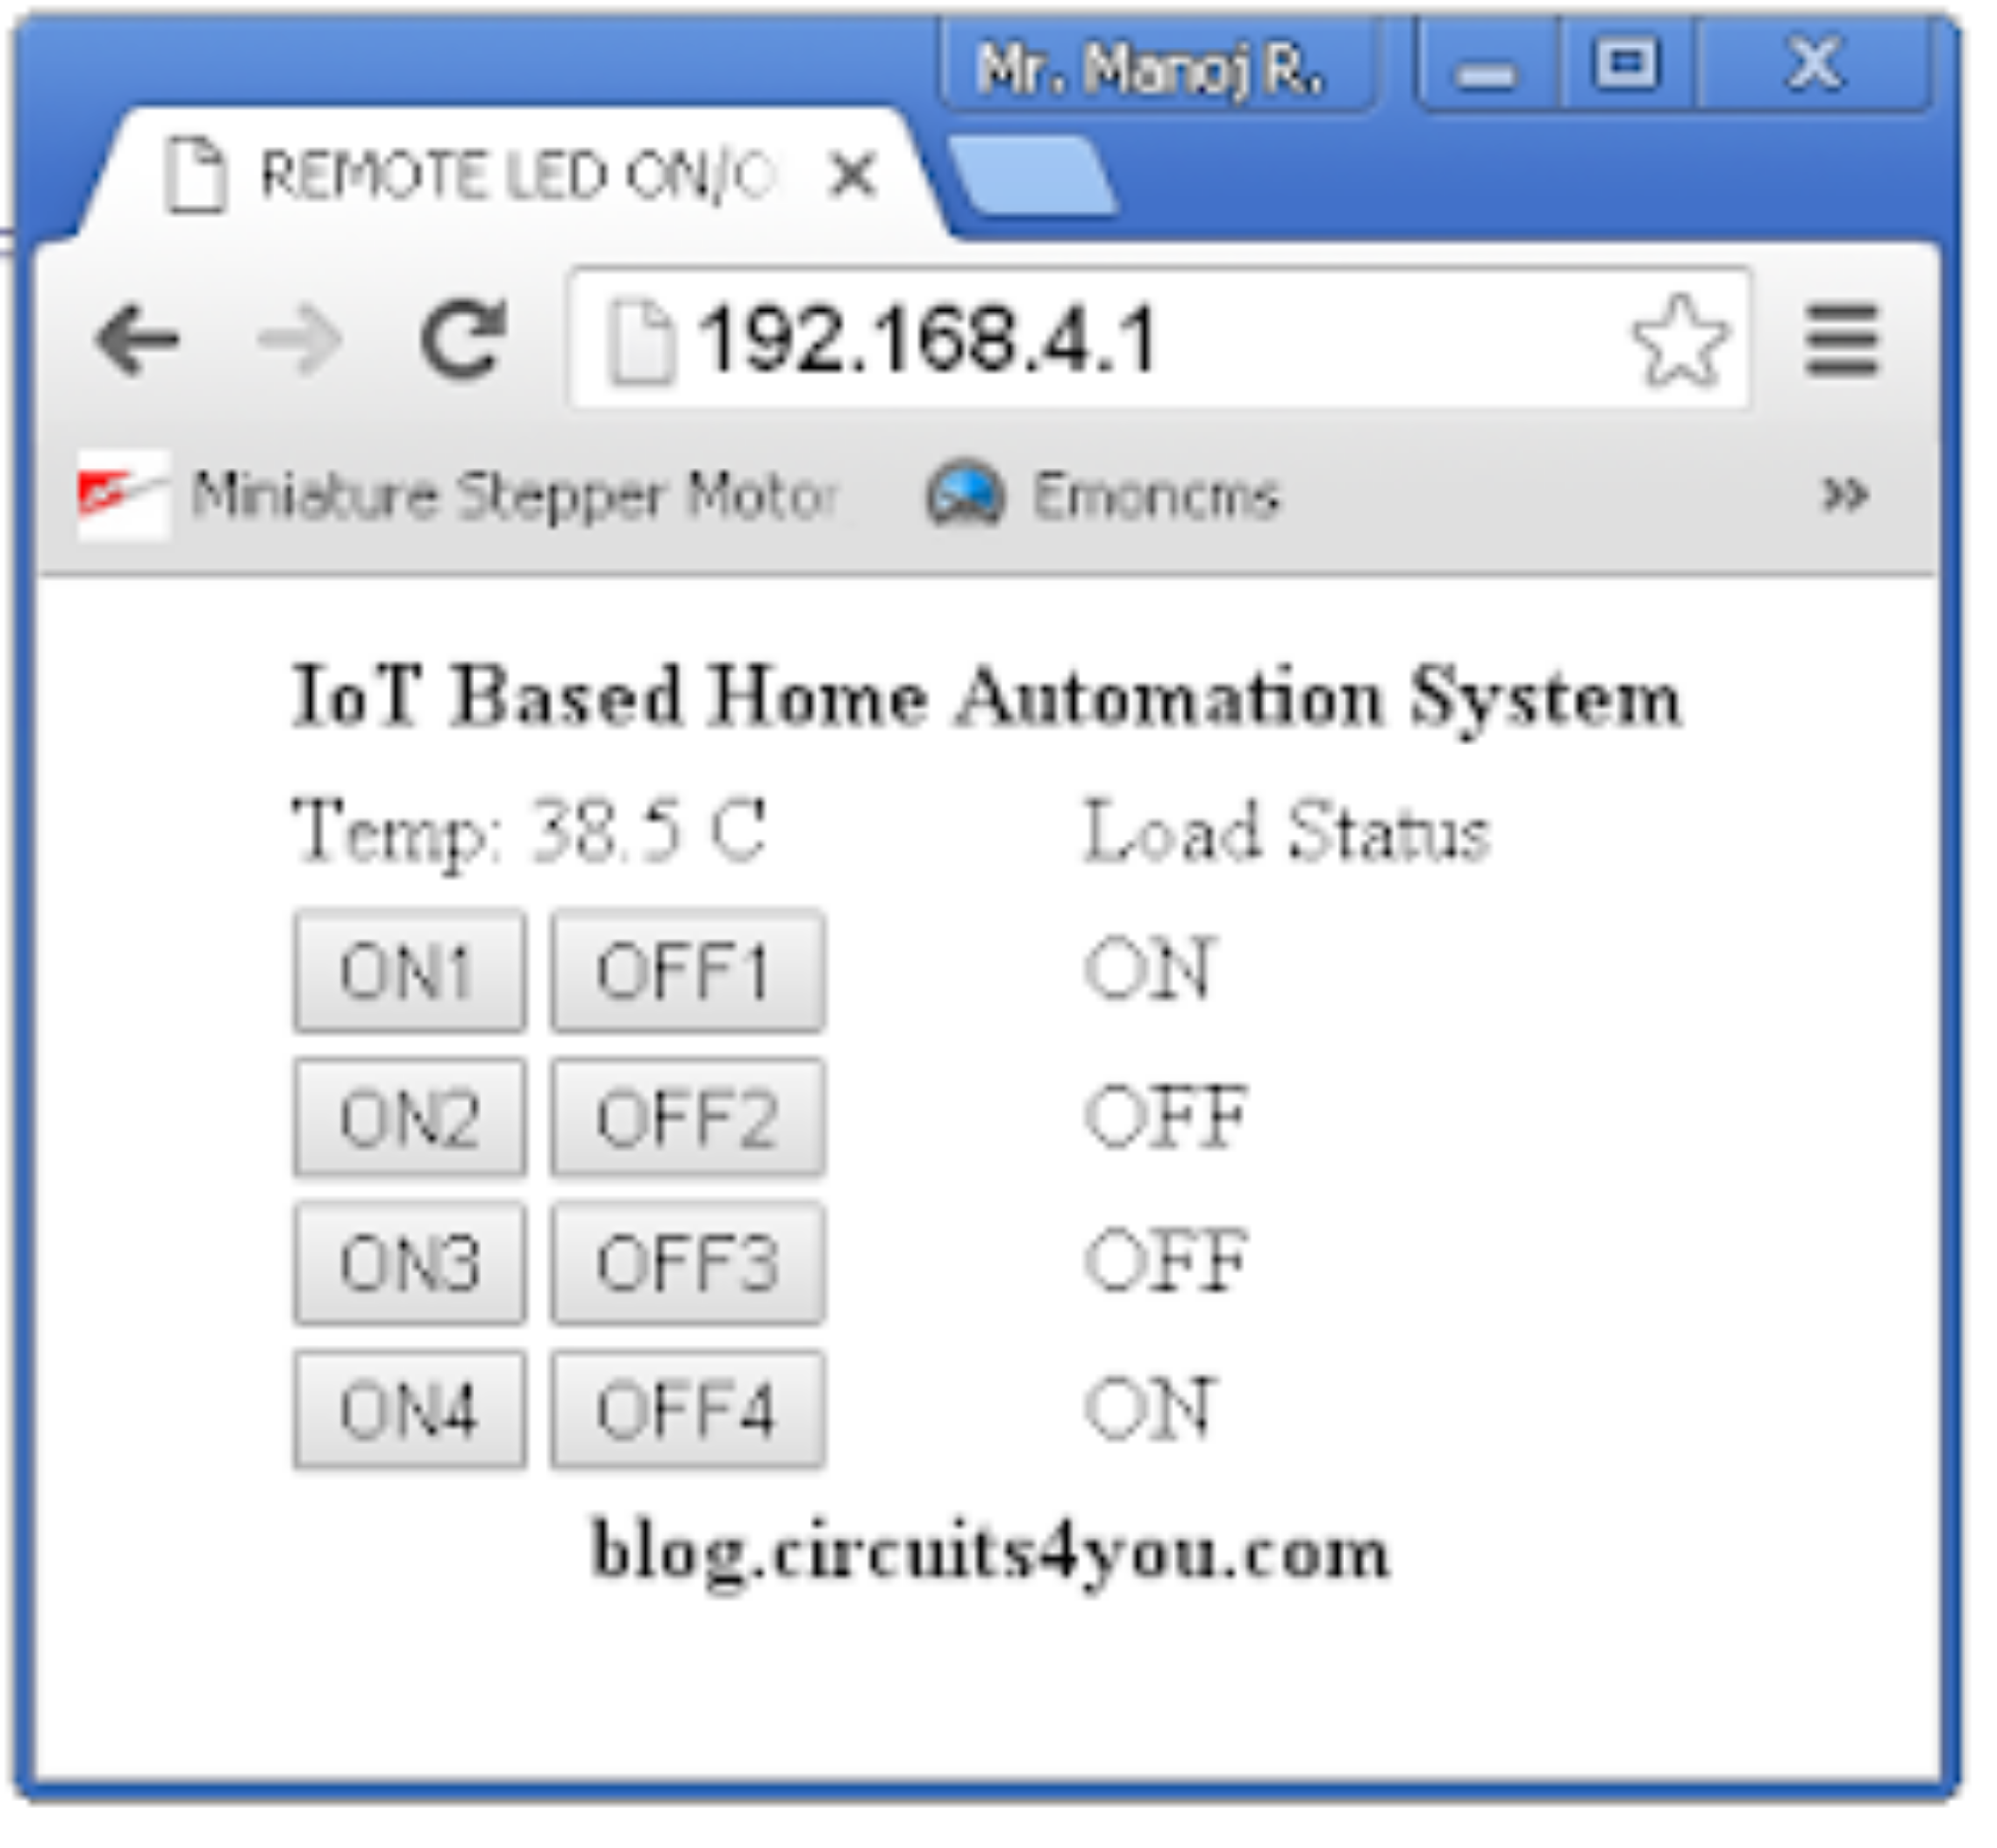 Mr. Manoj R.
REMOTE LED ON/O
192.168.4.1
Miniature Stepper Motor Emoncms
IoT Based Home Automation System
Temp: 38.5 C Load Status
ON1 OFF1 ON
ON2 OFF2 OFF
ON3 OFF3 OFF
ON4 OFF4 ON
blog.circuits4you.com